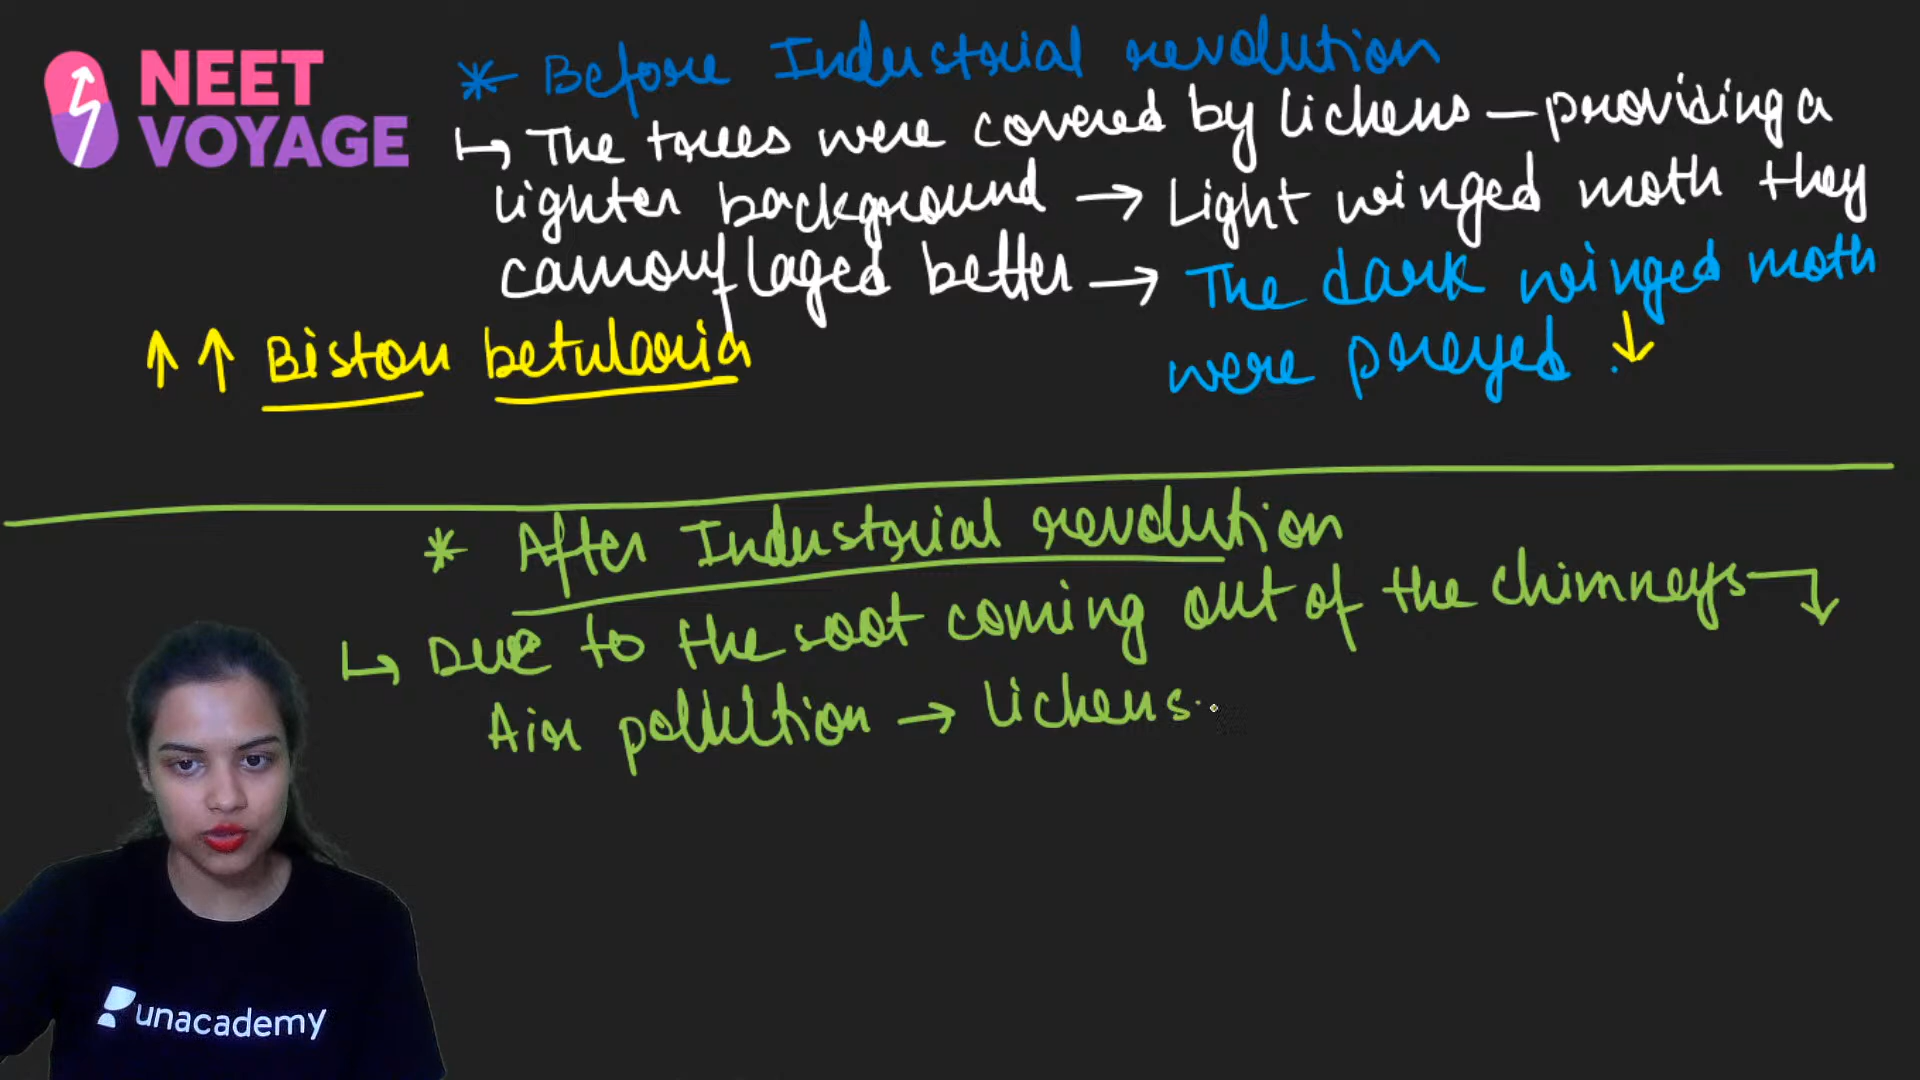 NEET
VOYAGE
* Before Industrial revolution
↳ The trees were covered by lichens – providing a
lighter background → Light winged moth they
camouflaged better → The dark winged moth
were preyed . ↓
↑ ↑ Biston betularia
* After Industrial revolution
↳ Due to the soot coming out of the chimneys ↓
Air pollution → lichens
unacademy